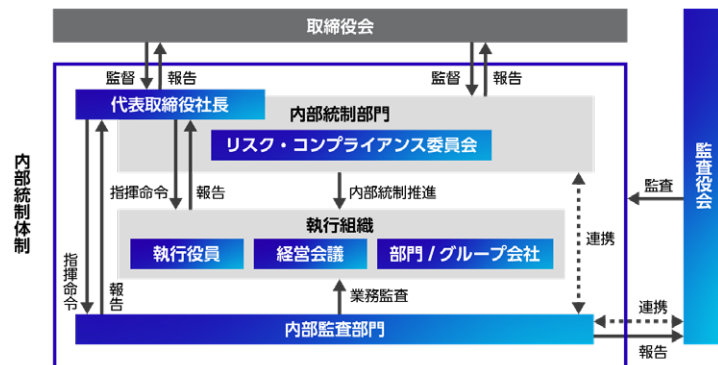 取締役会
監督
報告
監督
報告
代表取締役社長
内部統制部門
リスク・コンプライアンス委員会
指揮命令
報告
内部統制推進
執行組織
執行役員
経営会議
部門 / グループ会社
指揮命令
報告
業務監査
連携
内部監査部門
内部統制体制
監査
監査役会
連携
報告